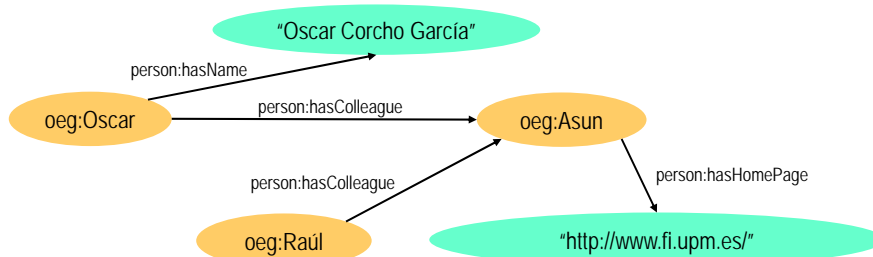 “Oscar Corcho García”
person:hasName
person:hasColleague
oeg:Oscar
oeg:Asun
person:hasColleague
person:hasHomePage
oeg:Raúl
“http://www.fi.upm.es/”